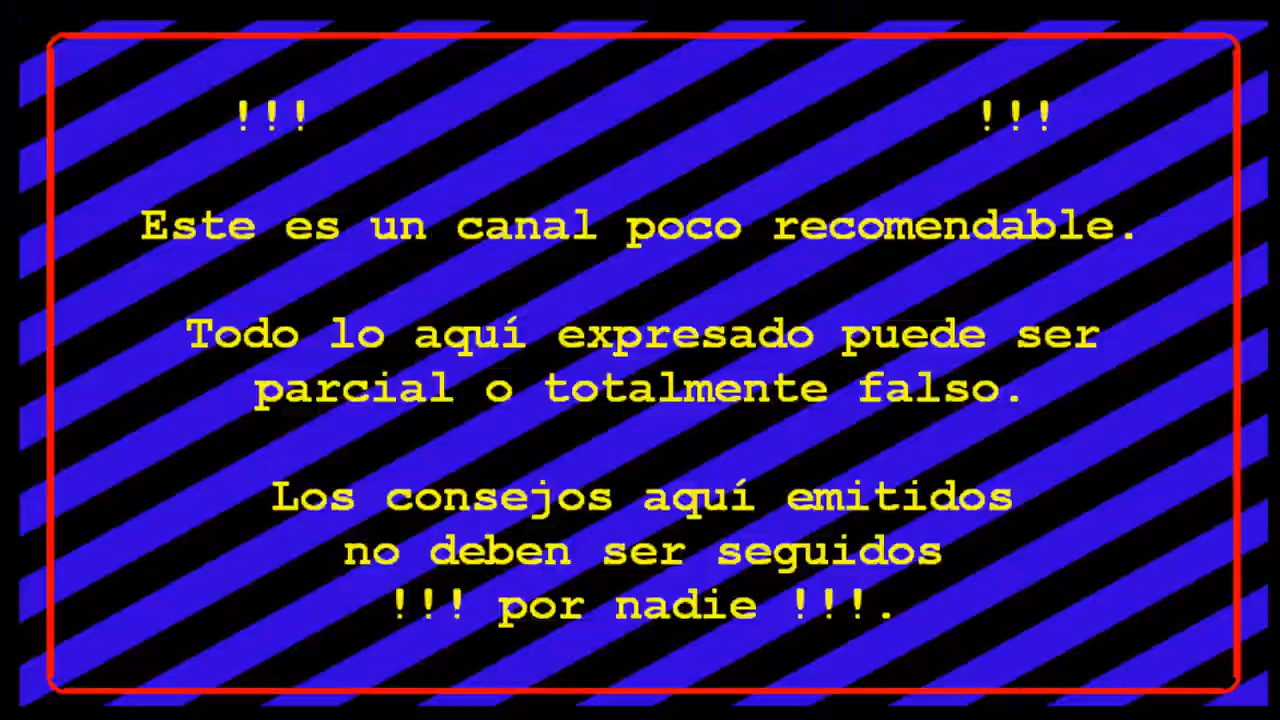 !!! !!!
Este es un canal poco recomendable.
Todo lo aquí expresado puede ser
parcial o totalmente falso.
Los consejos aquí emitidos
no deben ser seguidos
!!! por nadie !!!.